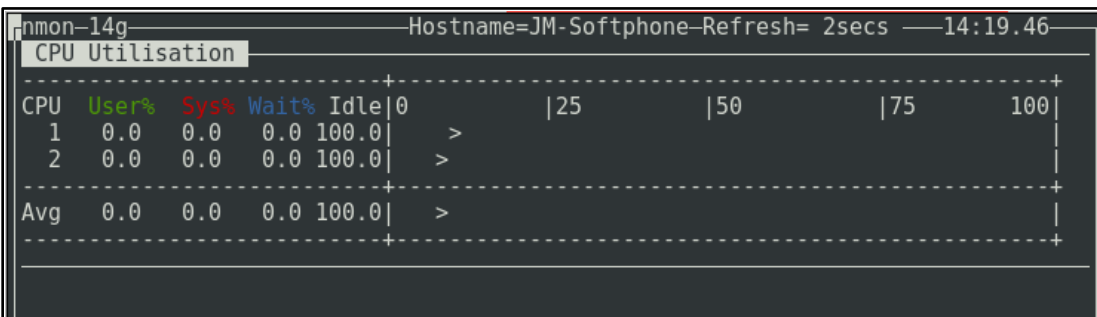 nmon–14g Hostname=JM-Softphone–Refresh= 2secs 14:19.46
CPU Utilisation
CPU User% Sys% Wait% Idle|0 |25 |50 |75 100|
1 0.0 0.0 0.0 100.0| > |
2 0.0 0.0 0.0 100.0| > |
Avg 0.0 0.0 0.0 100.0| > |